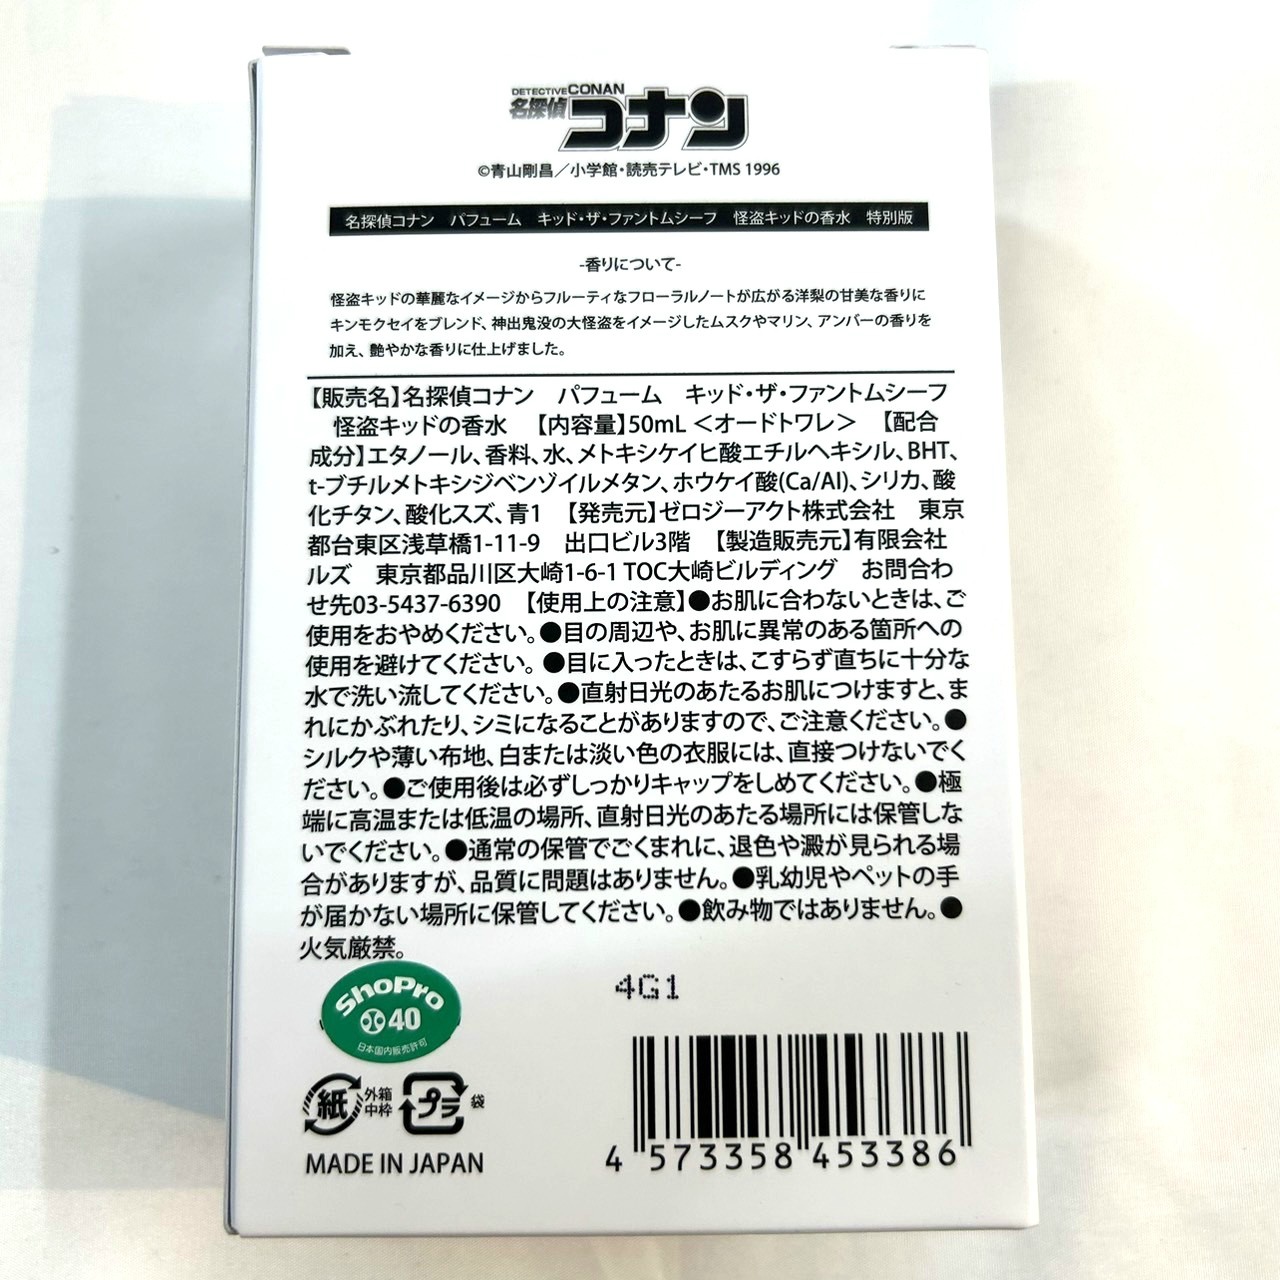 DETECTIVE CONAN
名探偵コナン
©青山剛昌／小学館・読売テレビ・TMS 1996
名探偵コナン　パフューム　キッド・ザ・ファントムシーフ　怪盗キッドの香水　特別版
-香りについて-
怪盗キッドの華麗なイメージからフルーティなフローラルノートが広がる洋梨の甘美な香りに
キンモクセイをブレンド、神出鬼没の大怪盗をイメージしたムスクやマリン、アンバーの香りを
加え、艶やかな香りに仕上げました。
【販売名】名探偵コナン　パフューム　キッド・ザ・ファントムシーフ
怪盗キッドの香水　【内容量】50mL＜オードトワレ＞　【配合
成分】エタノール、香料、水、メトキシケイヒ酸エチルヘキシル、BHT、
t-ブチルメトキシジベンゾイルメタン、ホウケイ酸(Ca/Al)、シリカ、酸
化チタン、酸化スズ、青1　【発売元】ゼロジーアクト株式会社　東京
都台東区浅草橋1-11-9　出口ビル3階　【製造販売元】有限会社
ルズ　東京都品川区大崎1-6-1 TOC大崎ビルディング　お問合わ
せ先03-5437-6390　【使用上の注意】●お肌に合わないときは、ご
使用をおやめください。●目の周辺や、お肌に異常のある箇所への
使用を避けてください。●目に入ったときは、こすらず直ちに十分な
水で洗い流してください。●直射日光のあたるお肌につけますと、ま
れにかぶれたり、シミになることがありますので、ご注意ください。●
シルクや薄い布地、白または淡い色の衣服には、直接つけないでく
ださい。●ご使用後は必ずしっかりキャップをしめてください。●極
端に高温または低温の場所、直射日光のあたる場所には保管しな
いでください。●通常の保管でごくまれに、退色や澱が見られる場
合がありますが、品質に問題はありません。●乳幼児やペットの手
が届かない場所に保管してください。●飲み物ではありません。●
火気厳禁。
4G1
ShoPro
40
日本国内販売許可
紙 外箱
中枠
プラ 袋
MADE IN JAPAN
4 573358 453386